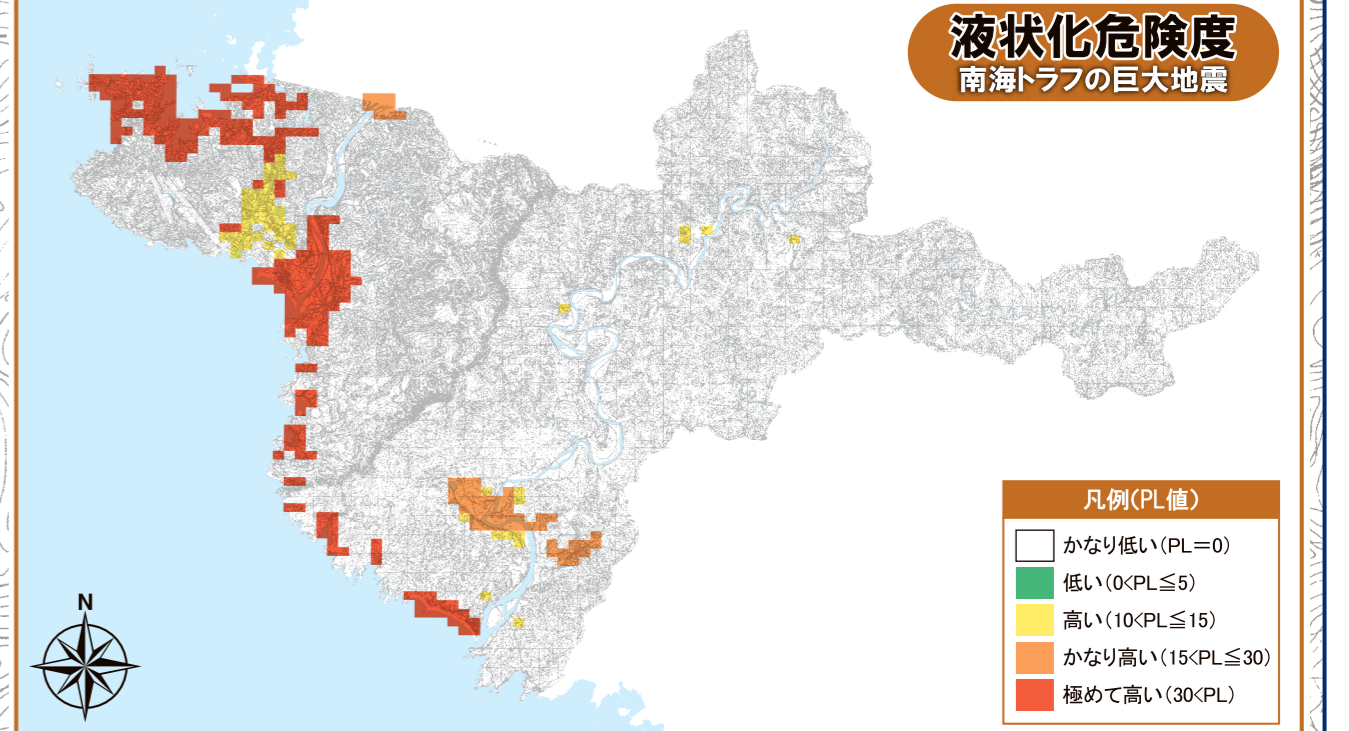 液状化危険度
南海トラフの巨大地震
凡例(PL値)
かなり低い(PL=0)
低い(0<PL≦5)
高い(10<PL≦15)
かなり高い(15<PL≦30)
極めて高い(30<PL)
N